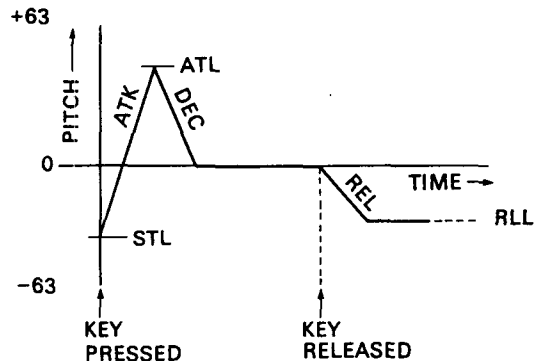 +63
PITCH →
ATK
ATL
DEC
0
REL
TIME →
RLL
STL
-63
KEY
PRESSED
KEY
RELEASED